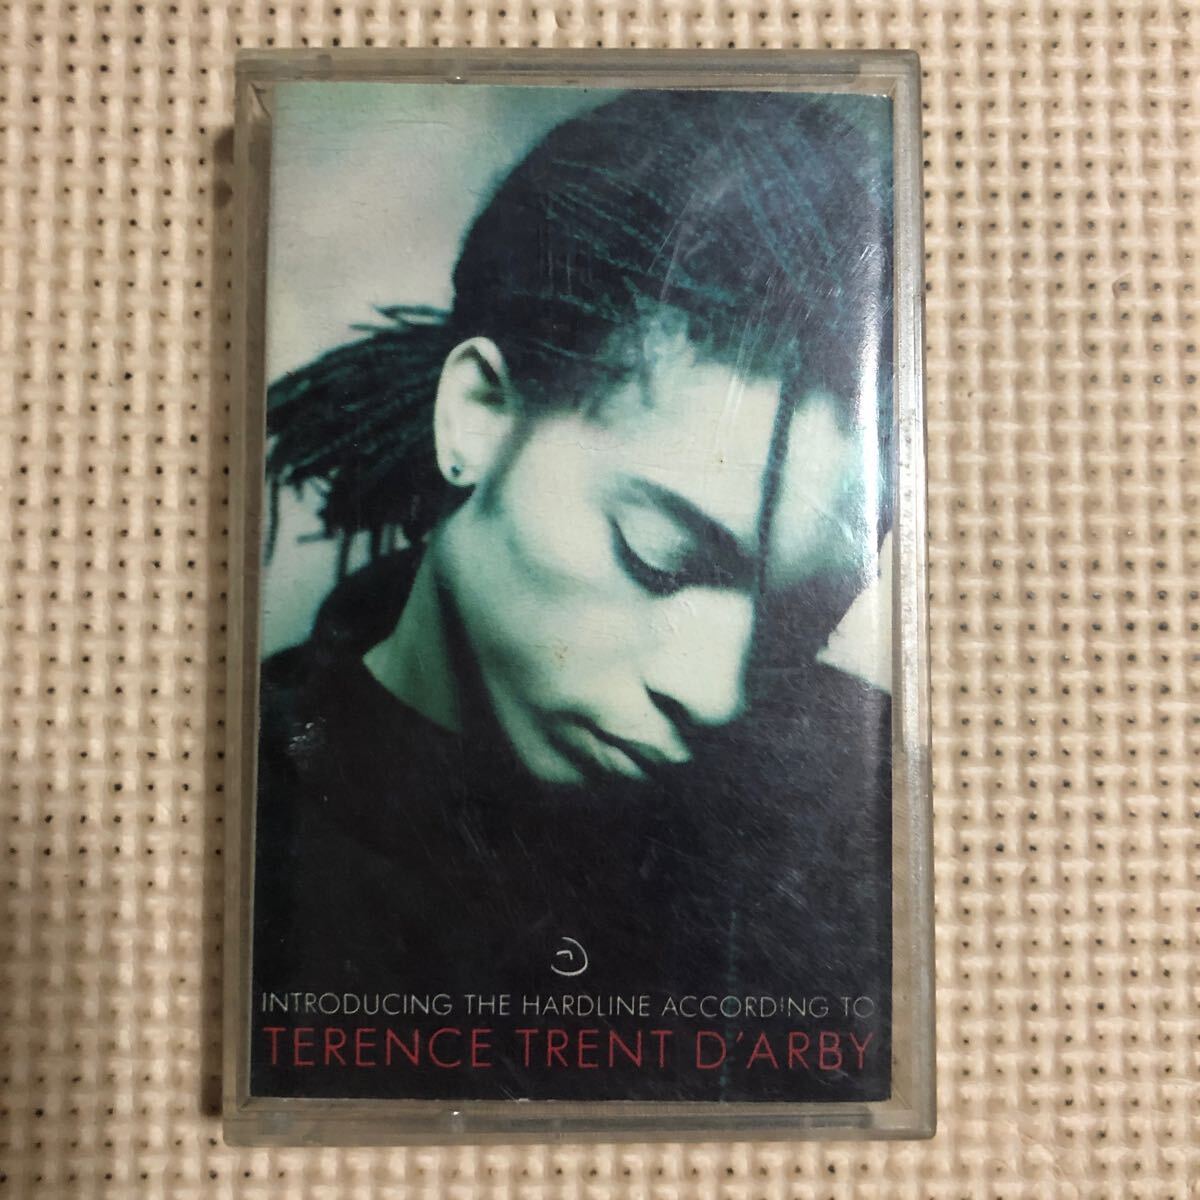 INTRODUCING THE HARDLINE ACCORDING TO
TERENCE TRENT D'ARBY